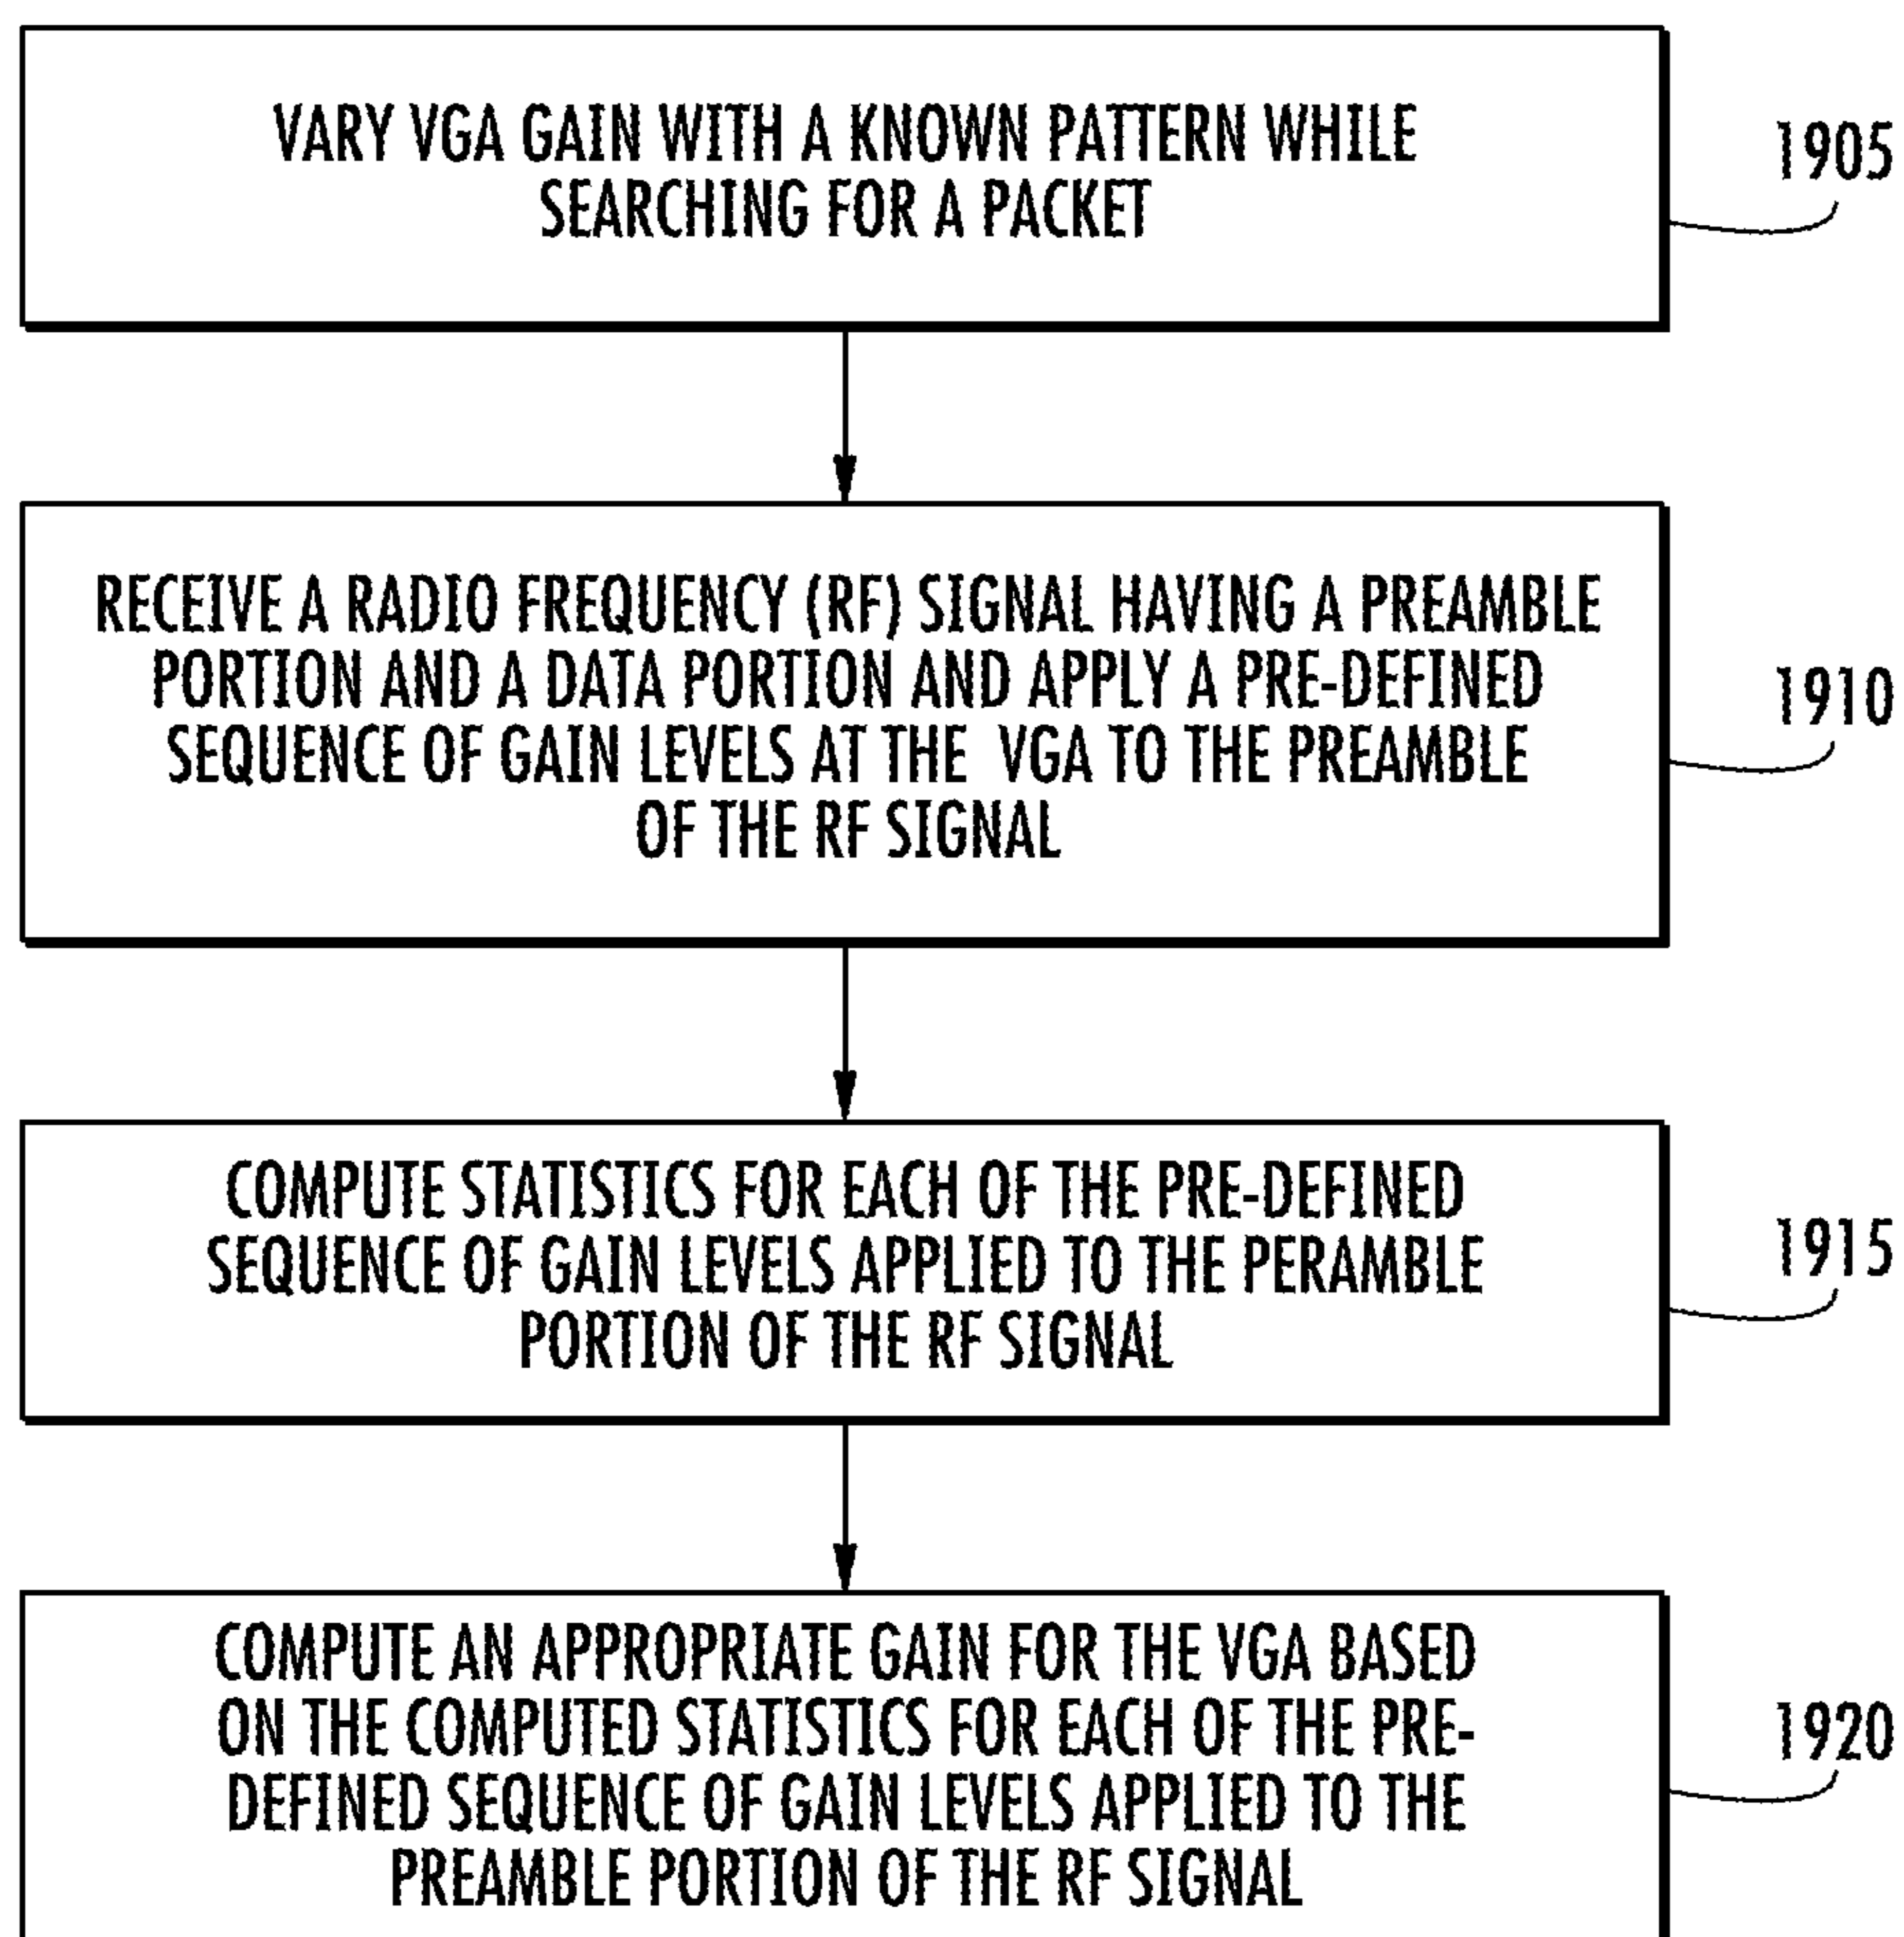 VARY VGA GAIN WITH A KNOWN PATTERN WHILE
SEARCHING FOR A PACKET
1905
RECEIVE A RADIO FREQUENCY (RF) SIGNAL HAVING A PREAMBLE
PORTION AND A DATA PORTION AND APPLY A PRE-DEFINED
SEQUENCE OF GAIN LEVELS AT THE VGA TO THE PREAMBLE
OF THE RF SIGNAL
1910
COMPUTE STATISTICS FOR EACH OF THE PRE-DEFINED
SEQUENCE OF GAIN LEVELS APPLIED TO THE PERAMBLE
PORTION OF THE RF SIGNAL
1915
COMPUTE AN APPROPRIATE GAIN FOR THE VGA BASED
ON THE COMPUTED STATISTICS FOR EACH OF THE PRE-
DEFINED SEQUENCE OF GAIN LEVELS APPLIED TO THE
PREAMBLE PORTION OF THE RF SIGNAL
1920